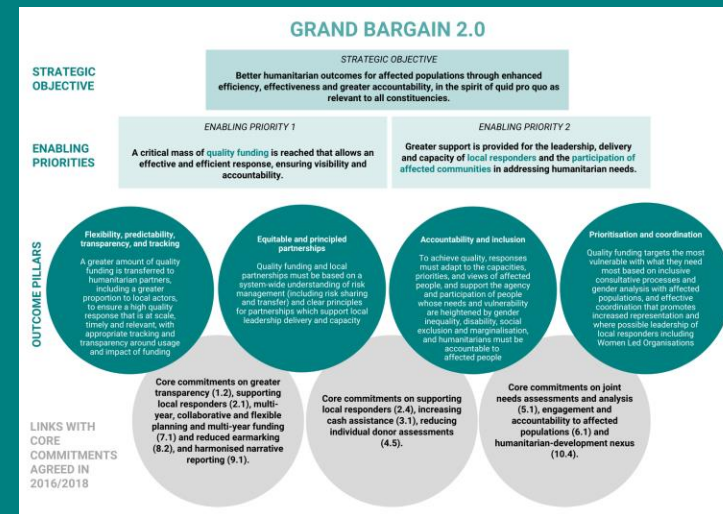 GRAND BARGAIN 2.0
STRATEGIC
OBJECTIVE
STRATEGIC OBJECTIVE
Better humanitarian outcomes for affected populations through enhanced
efficiency, effectiveness and greater accountability, in the spirit of quid pro quo as
relevant to all constituencies.
ENABLING
PRIORITIES
ENABLING PRIORITY 1
A critical mass of quality funding is reached that allows an
effective and efficient response, ensuring visibility and
accountability.
ENABLING PRIORITY 2
Greater support is provided for the leadership, delivery
and capacity of local responders and the participation of
affected communities in addressing humanitarian needs.
OUTCOME PILLARS
Flexibility, predictability,
transparency, and tracking
A greater amount of quality
funding is transferred to
humanitarian partners,
including a greater
proportion to local actors,
to ensure a high quality
response that is at scale,
timely and relevant, with
appropriate tracking and
transparency around usage
and impact of funding
Equitable and principled
partnerships
Quality funding and local
partnerships must be based on a
system-wide understanding of risk
management (including risk sharing
and transfer) and clear principles
for partnerships which support local
leadership delivery and capacity
Accountability and inclusion
To achieve quality, responses
must adapt to the capacities,
priorities, and views of affected
people, and support the agency
and participation of people
whose needs and vulnerability
are heightened by gender
inequality, disability, social
exclusion and marginalisation,
and humanitarians must be
accountable to
affected people
Prioritisation and coordination
Quality funding targets the most
vulnerable with what they need
most based on inclusive
consultative processes and
gender analysis with affected
populations, and effective
coordination that promotes
increased representation and
where possible leadership of
local responders including
Women Led Organisations
LINKS WITH
CORE
COMMITMENTS
AGREED IN
2016/2018
Core commitments on greater
transparency (1.2), supporting
local responders (2.1), multi-
year, collaborative and flexible
planning and multi-year funding
(7.1) and reduced earmarking
(8.2), and harmonised narrative
reporting (9.1).
Core commitments on supporting
local responders (2.4), increasing
cash assistance (3.1), reducing
individual donor assessments
(4.5).
Core commitments on joint
needs assessments and analysis
(5.1), engagement and
accountability to affected
populations (6.1) and
humanitarian-development nexus
(10.4).